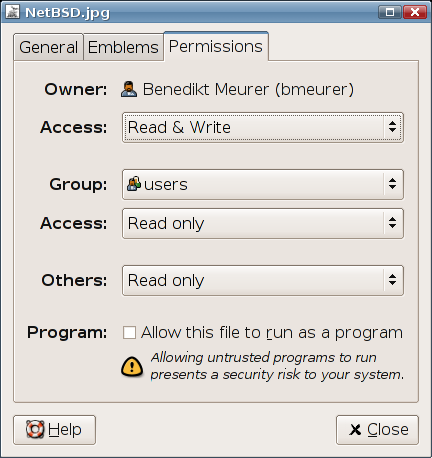 NetBSD.jpg
General Emblems Permissions
Owner: Benedikt Meurer (bmeurer)
Access: Read & Write
Group: users
Access: Read only
Others: Read only
Program: Allow this file to run as a program
Allowing untrusted programs to run
presents a security risk to your system.
Help Close